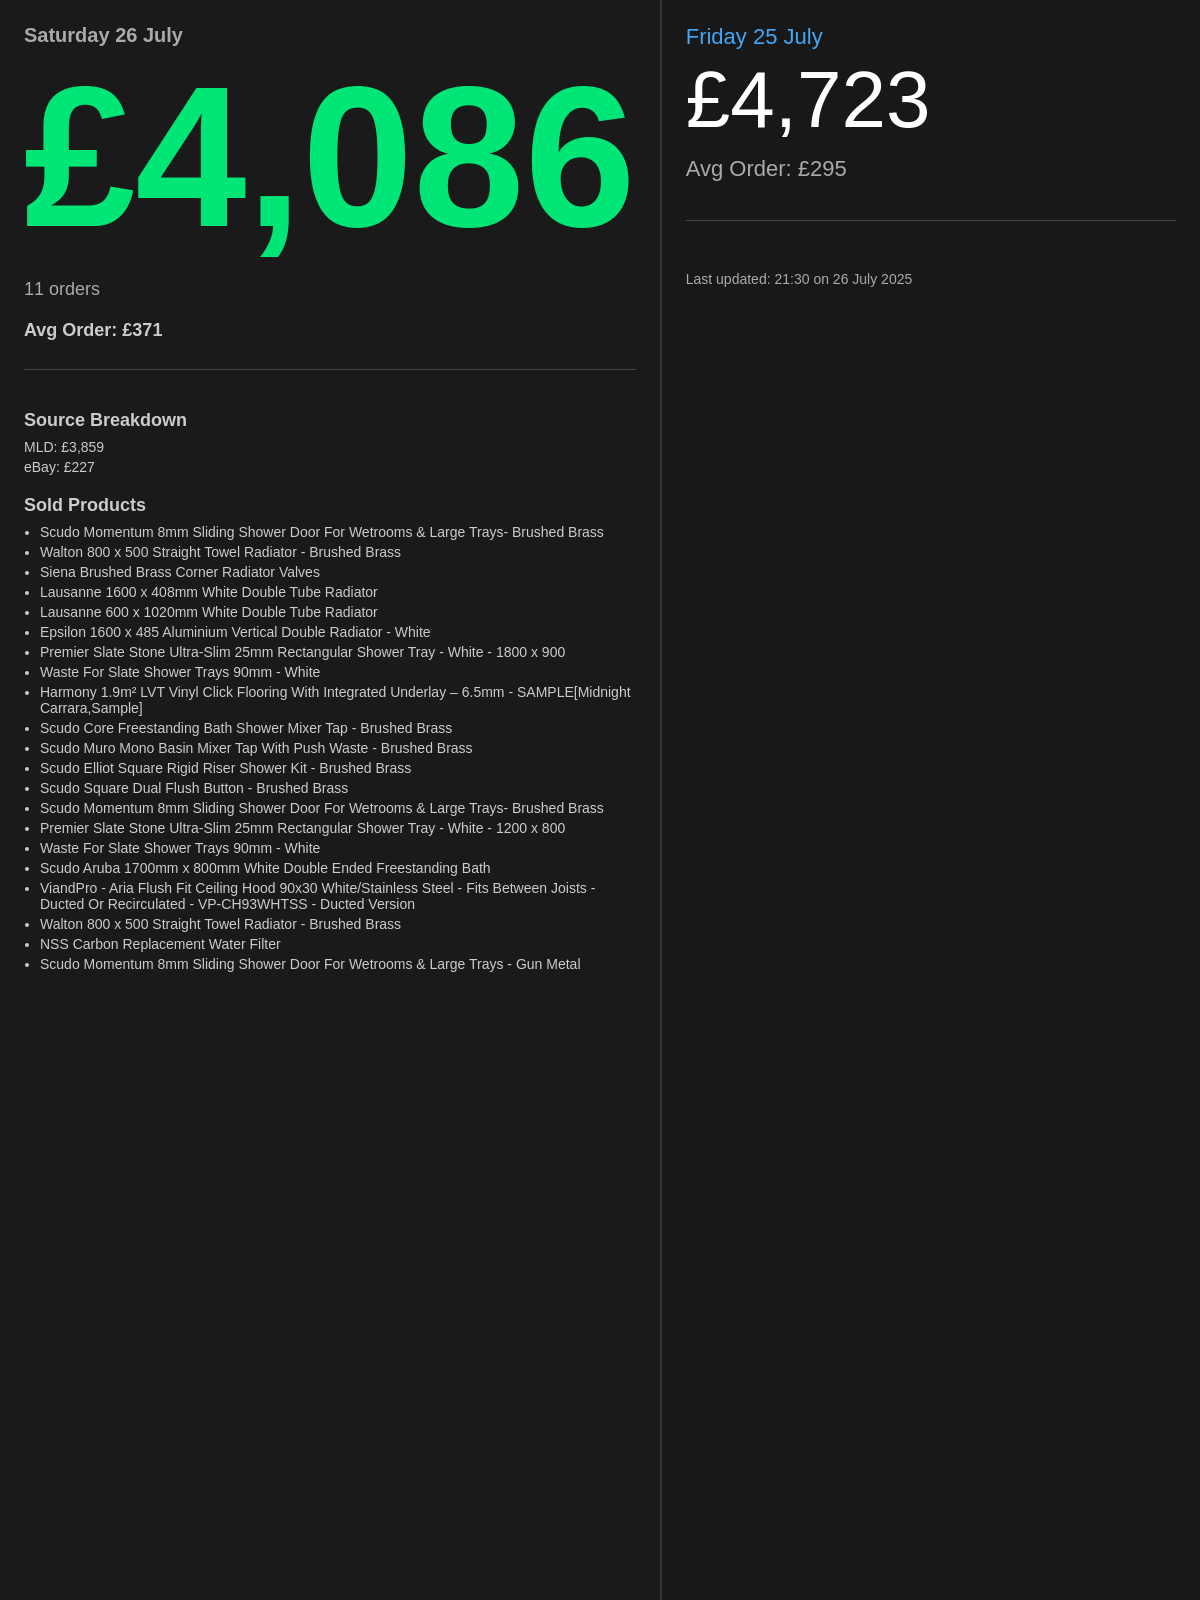 Saturday 26 July
£4,086
11 orders
Avg Order: £371
Source Breakdown
MLD: £3,859
eBay: £227
Sold Products
• Scudo Momentum 8mm Sliding Shower Door For Wetrooms & Large Trays- Brushed Brass
• Walton 800 x 500 Straight Towel Radiator - Brushed Brass
• Siena Brushed Brass Corner Radiator Valves
• Lausanne 1600 x 408mm White Double Tube Radiator
• Lausanne 600 x 1020mm White Double Tube Radiator
• Epsilon 1600 x 485 Aluminium Vertical Double Radiator - White
• Premier Slate Stone Ultra-Slim 25mm Rectangular Shower Tray - White - 1800 x 900
• Waste For Slate Shower Trays 90mm - White
• Harmony 1.9m² LVT Vinyl Click Flooring With Integrated Underlay – 6.5mm - SAMPLE[Midnight
Carrara,Sample]
• Scudo Core Freestanding Bath Shower Mixer Tap - Brushed Brass
• Scudo Muro Mono Basin Mixer Tap With Push Waste - Brushed Brass
• Scudo Elliot Square Rigid Riser Shower Kit - Brushed Brass
• Scudo Square Dual Flush Button - Brushed Brass
• Scudo Momentum 8mm Sliding Shower Door For Wetrooms & Large Trays- Brushed Brass
• Premier Slate Stone Ultra-Slim 25mm Rectangular Shower Tray - White - 1200 x 800
• Waste For Slate Shower Trays 90mm - White
• Scudo Aruba 1700mm x 800mm White Double Ended Freestanding Bath
• ViandPro - Aria Flush Fit Ceiling Hood 90x30 White/Stainless Steel - Fits Between Joists -
Ducted Or Recirculated - VP-CH93WHTSS - Ducted Version
• Walton 800 x 500 Straight Towel Radiator - Brushed Brass
• NSS Carbon Replacement Water Filter
• Scudo Momentum 8mm Sliding Shower Door For Wetrooms & Large Trays - Gun Metal
Friday 25 July
£4,723
Avg Order: £295
Last updated: 21:30 on 26 July 2025